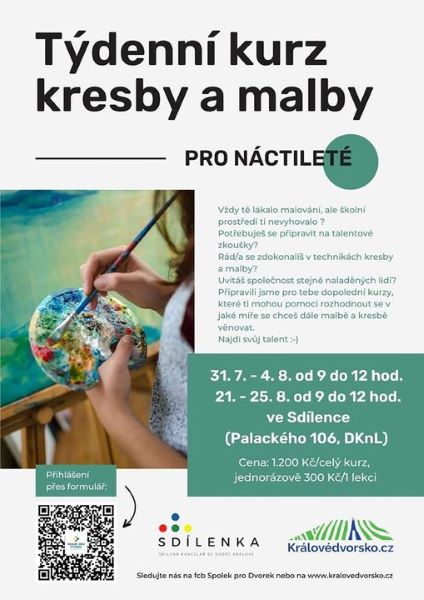 Týdenní kurz
kresby a malby
PRO NÁCTILETÉ
Vždy tě lákalo malování, ale školní
prostředí ti nevyhovalo ?
Potřebuješ se připravit na talentové
zkoušky?
Rád/a se zdokonalíš v technikách kresby
a malby?
Uvítáš společnost stejně naladěných lidí?
Připravili jsme pro tebe dopolední kurzy,
které ti mohou pomoci rozhodnout se v
jaké míře se chceš dále malbě a kresbě
věnovat.
Najdi svůj talent :-)
31. 7. - 4. 8. od 9 do 12 hod.
21. - 25. 8. od 9 do 12 hod.
ve Sdílence
(Palackého 106, DKnL)
Cena: 1.200 Kč/celý kurz,
jednorázově 300 Kč/1 lekci
Přihlášení
přes formulář:
SDÍLENKA
SDÍLENÁ KANCELÁŘ VE DVOŘE KRÁLOVÉ
Královédvorsko.cz
Sledujte nás na fcb Spolek pro Dvorek nebo na www.kralovedvorsko.cz